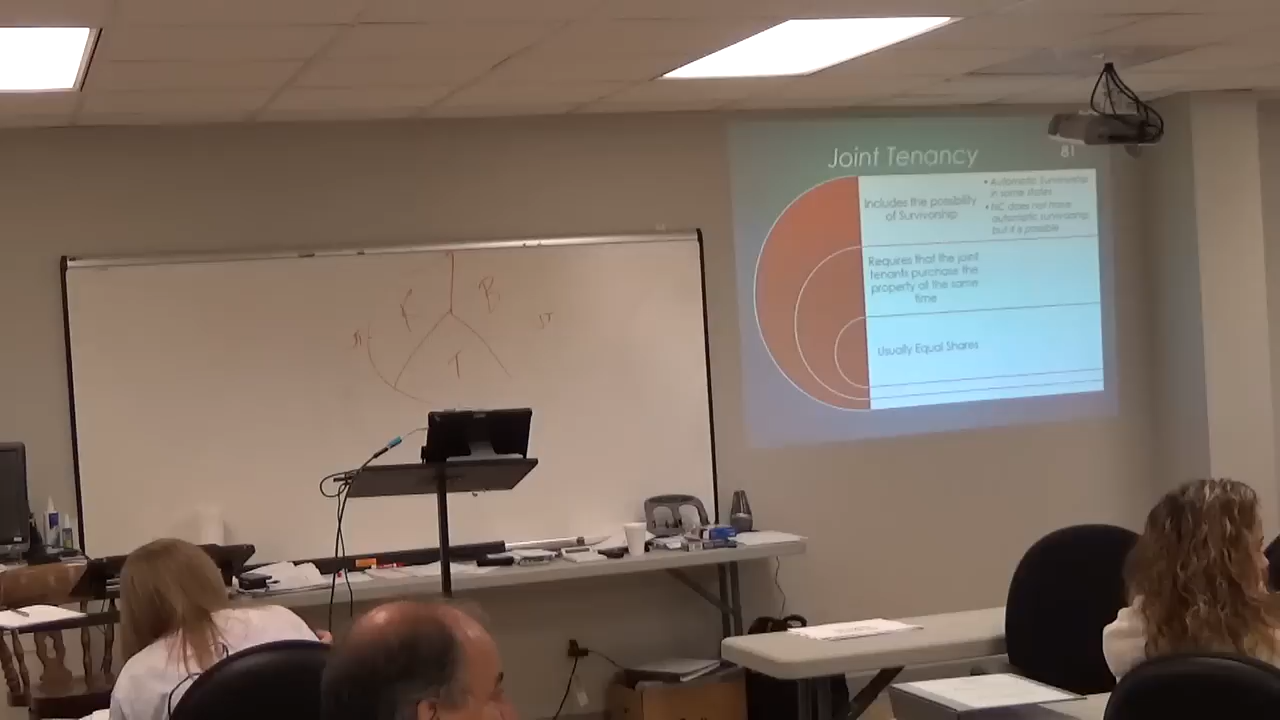 Joint Tenancy
81
Includes the possibility
of Survivorship
• Automatic Survivorship
in some states
• NC does not have
automatic survivorship
but it is possible
Requires that the joint
tenants purchase the
property at the same
time
Usually Equal Shares
B
T